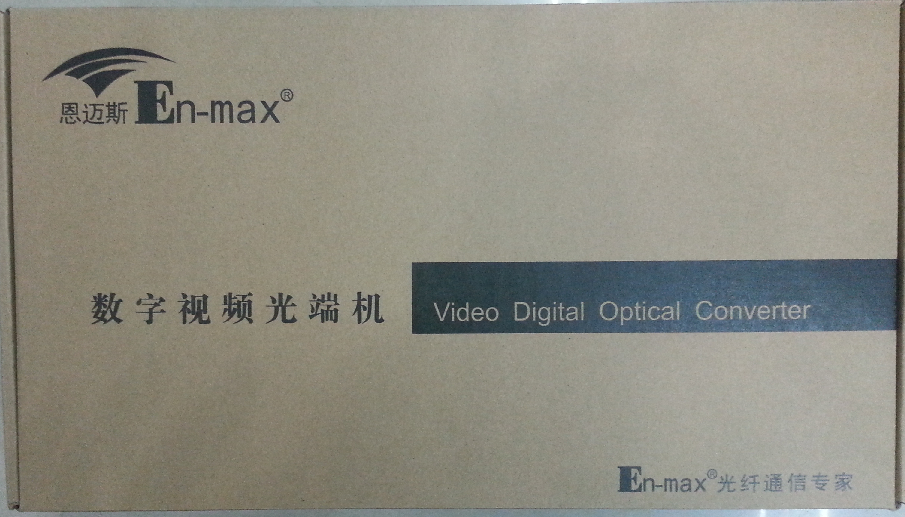 恩迈斯 En-max®
数字视频光端机 Video Digital Optical Converter
En-max®光纤通信专家